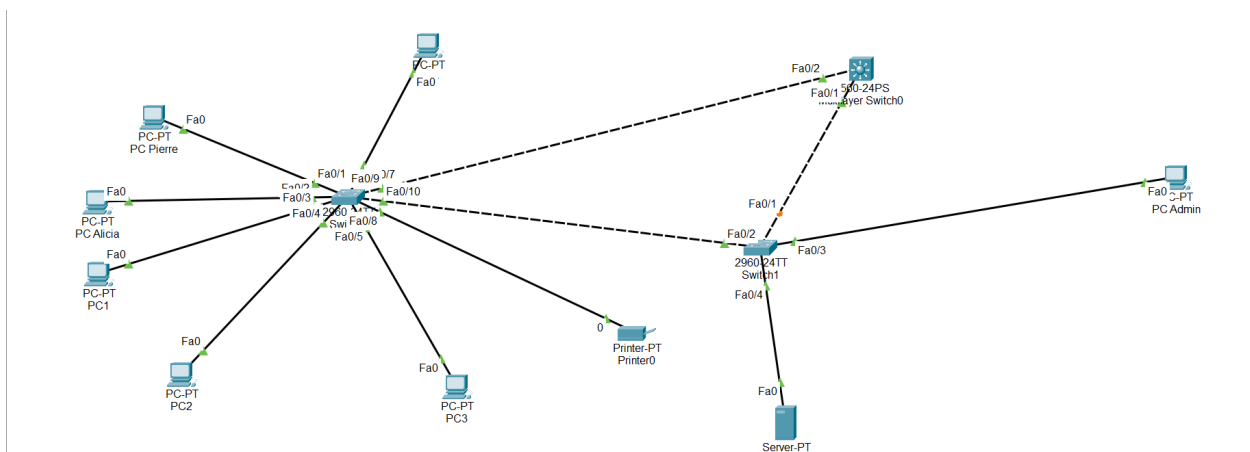 PC-PT
Fa0
Fa0/2
560-24PS
Fa0/1
Multilayer Switch0
Fa0
PC-PT
PC Pierre
Fa0/1
Fa0/9
0/7
Fa0/2
Fa0/10
Fa0/3
Fa0
PC-PT
PC Alicia
Fa0
C-PT
PC Admin
Fa0/1
Fa0/4
2960
Fa0/8
Fa0/5
Fa0/2
Fa0/3
2960-24TT
Switch1
Fa0
PC-PT
PC1
Fa0/4
0
Printer-PT
Printer0
Fa0
PC-PT
PC2
Fa0
PC-PT
PC3
Fa0
Server-PT